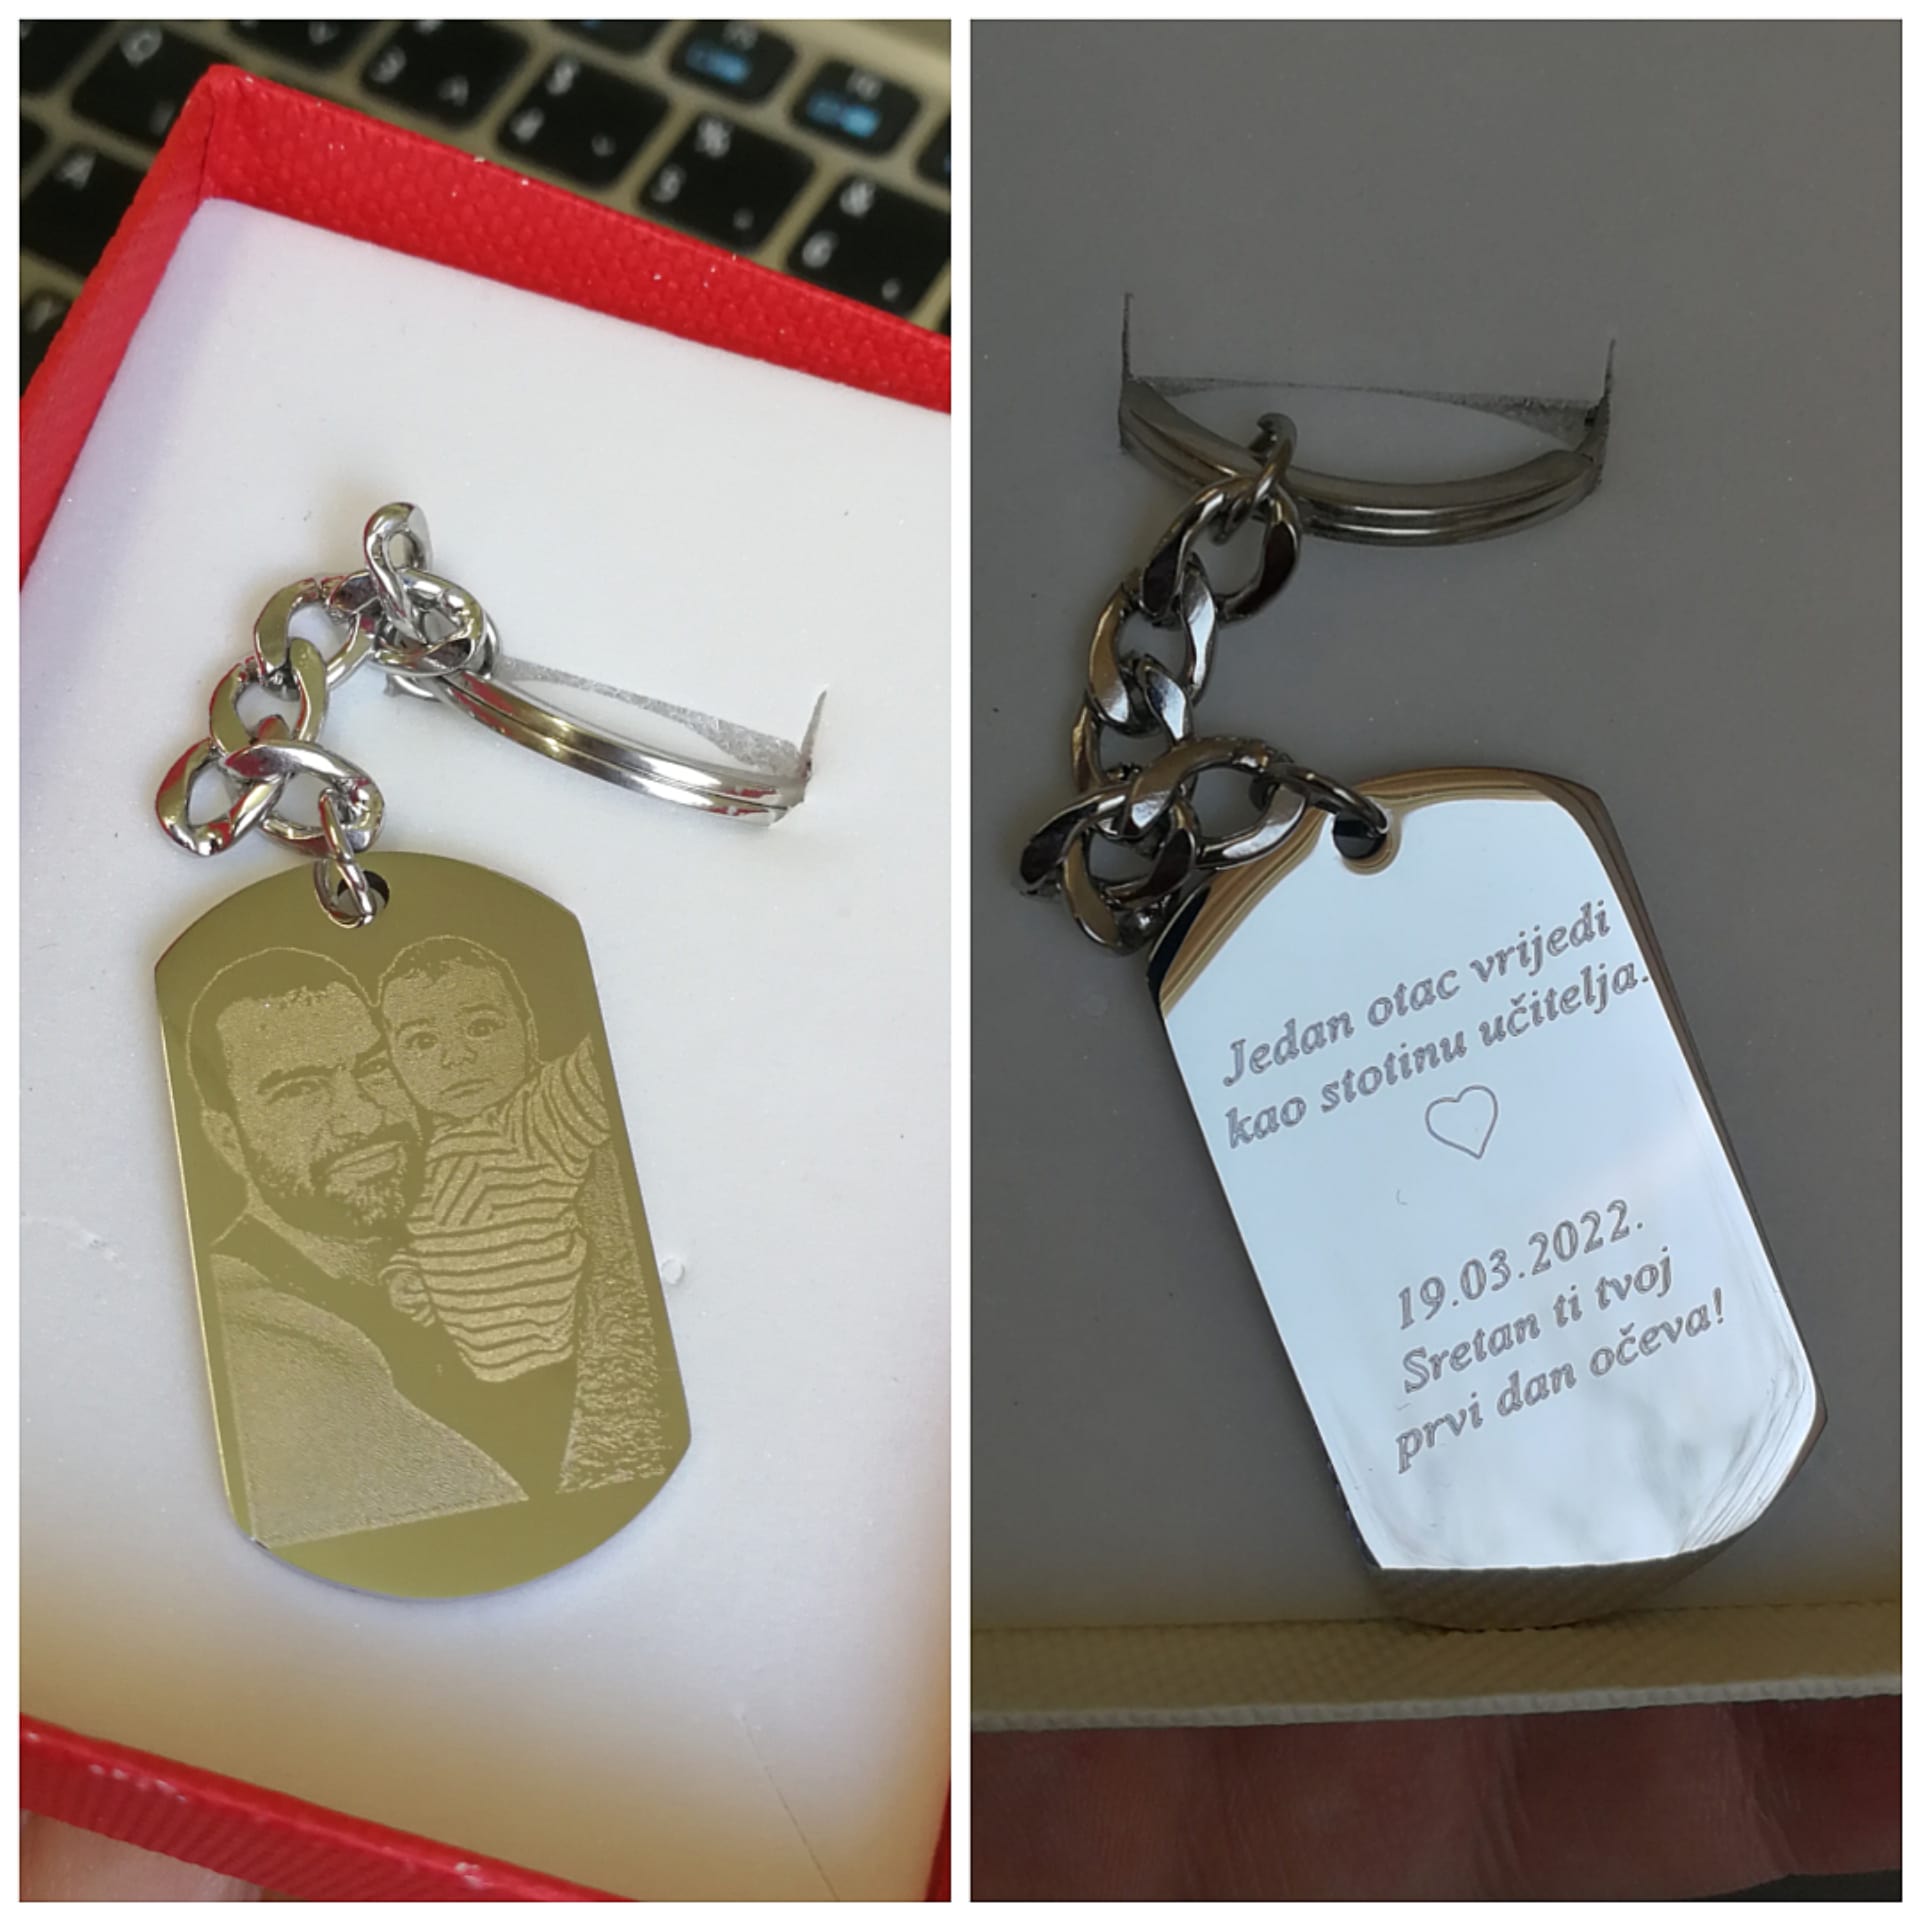 Jedan otac vrijedi
kao stotinu učitelja.
19.03.2022.
Sretan ti tvoj
prvi dan očeva!